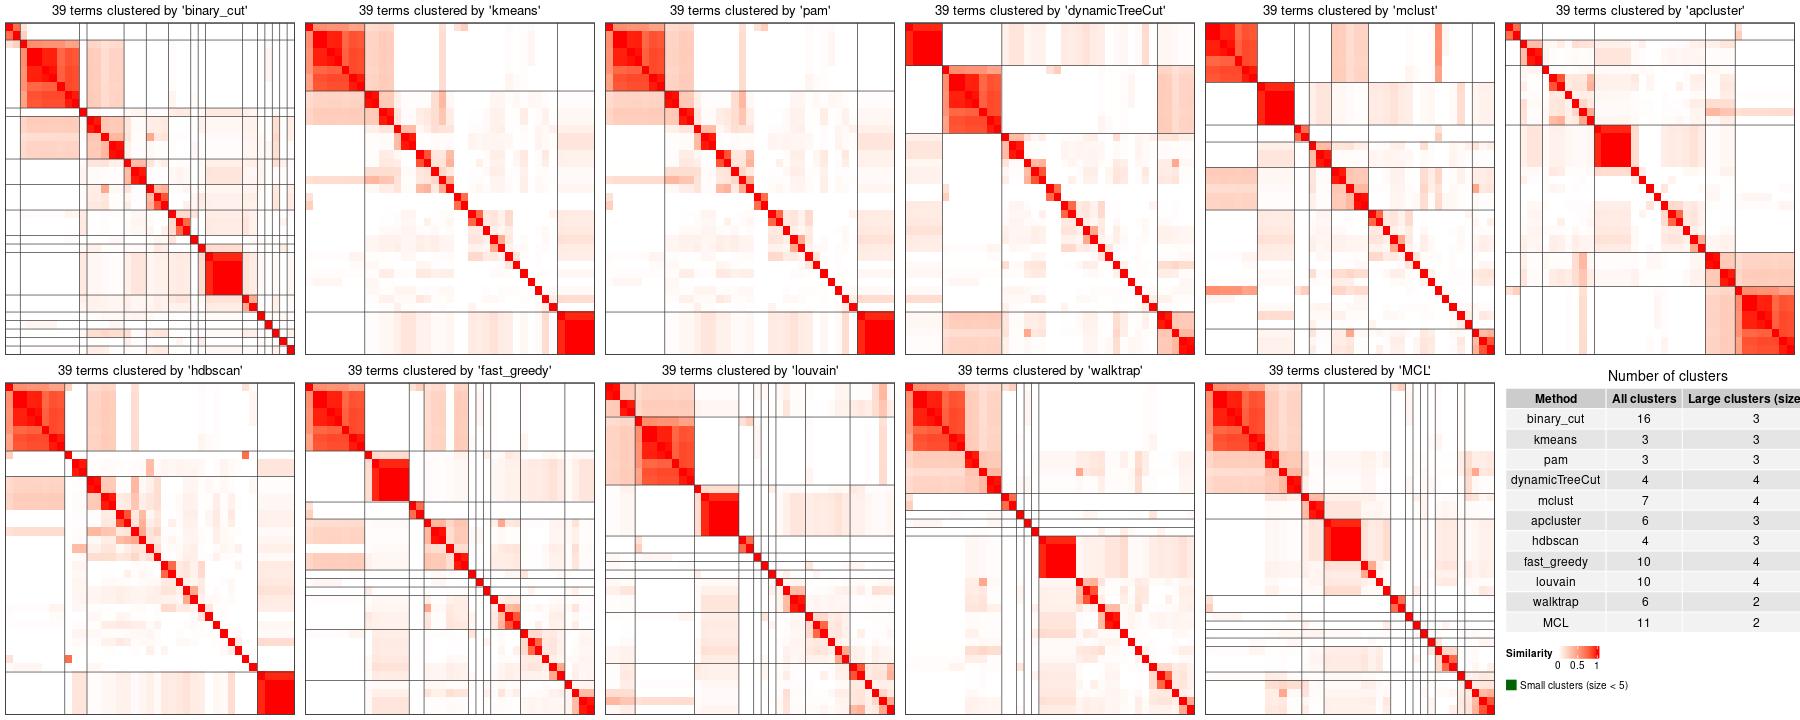 39 terms clustered by 'binary_cut'
39 terms clustered by 'kmeans'
39 terms clustered by 'pam'
39 terms clustered by 'dynamicTreeCut'
39 terms clustered by 'mclust'
39 terms clustered by 'apcluster'
39 terms clustered by 'hdbscan'
39 terms clustered by 'fast_greedy'
39 terms clustered by 'louvain'
39 terms clustered by 'walktrap'
39 terms clustered by 'MCL'
Number of clusters
Method All clusters Large clusters (size
binary_cut 16 3
kmeans 3 3
pam 3 3
dynamicTreeCut 4 4
mclust 7 4
apcluster 6 3
hdbscan 4 3
fast_greedy 10 4
louvain 10 4
walktrap 6 2
MCL 11 2
Similarity
0 0.5 1
Small clusters (size < 5)